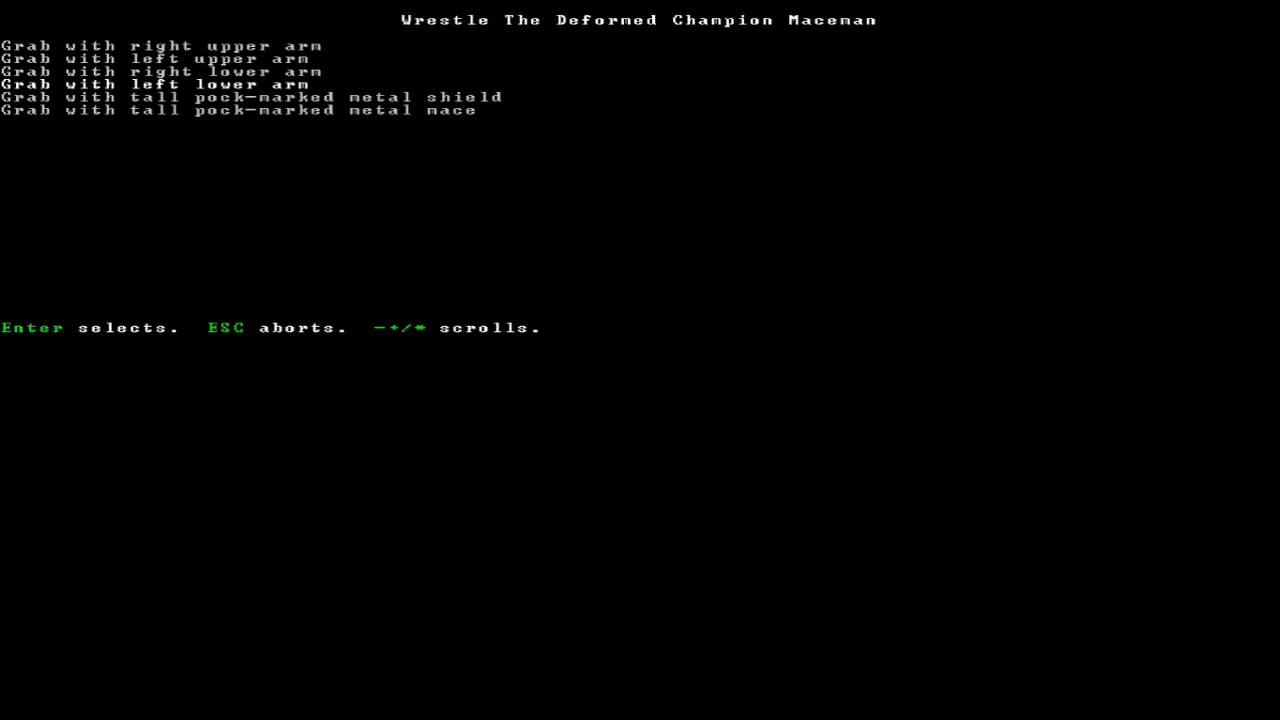 Wrestle The Deformed Champion Maceman
Grab with right upper arm
Grab with left upper arm
Grab with right lower arm
Grab with left lower arm
Grab with tall pock-marked metal shield
Grab with tall pock-marked metal mace
Enter selects.  ESC aborts.  -+/* scrolls.